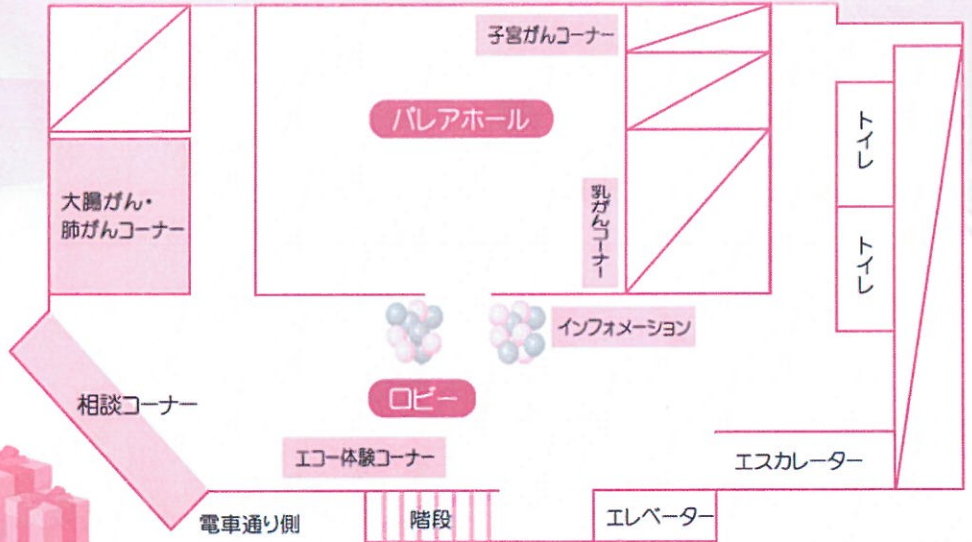 子宮がんコーナー
パレアホール
トイレ
大腸がん・
肺がんコーナー
乳がんコーナー
トイレ
インフォメーション
ロビー
相談コーナー
エコー体験コーナー
エスカレーター
電車通り側
階段
エレベーター